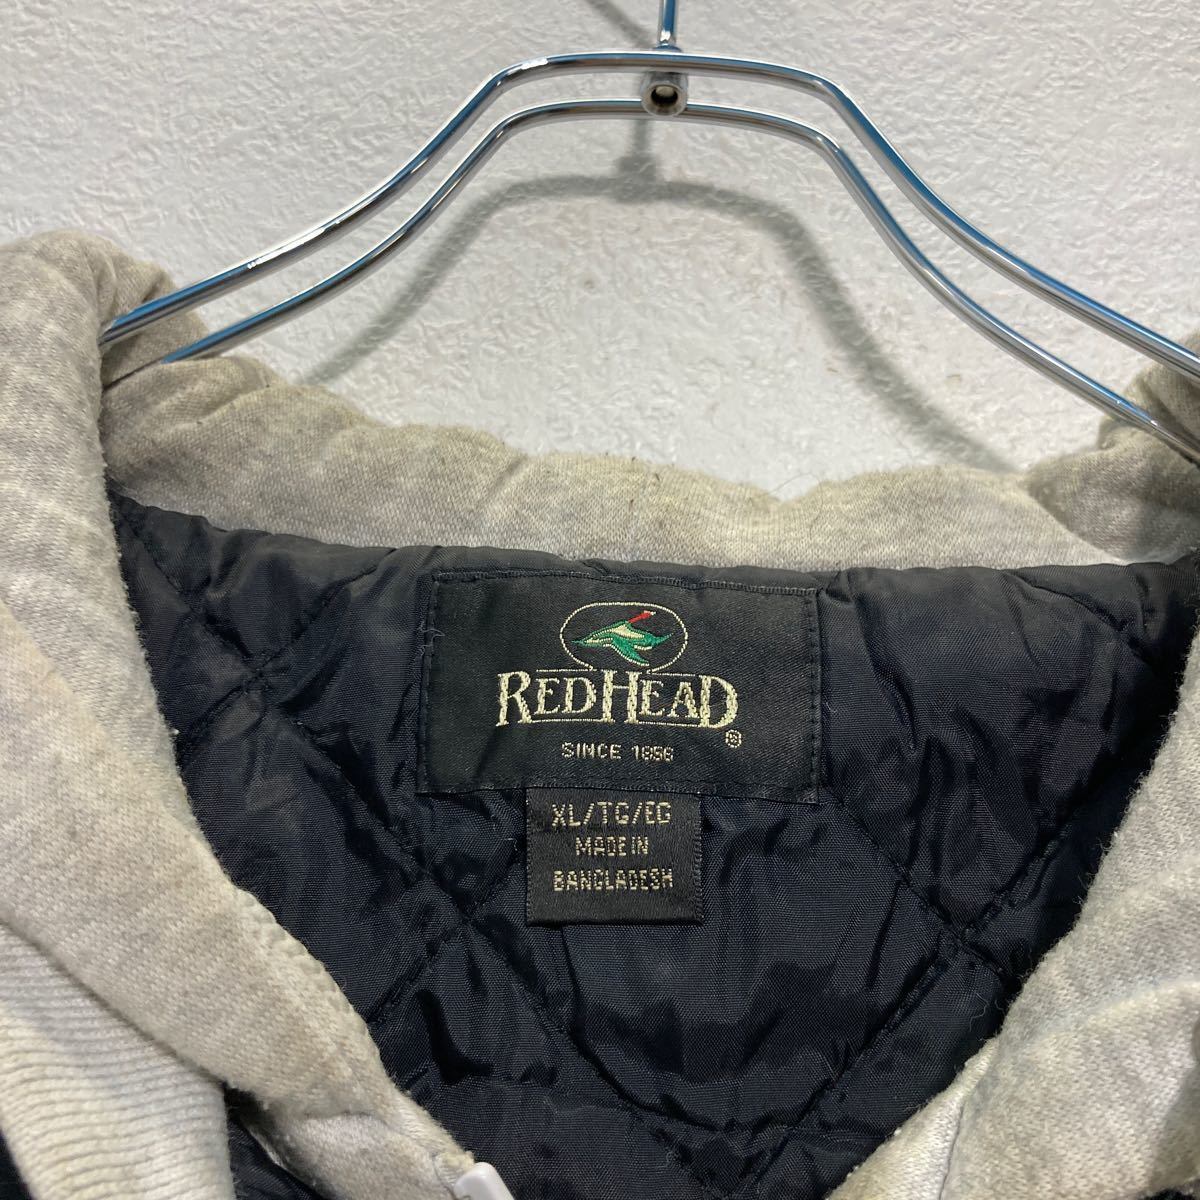 REDHEAD®
SINCE 1856
XL/TG/EG
MADE IN
BANGLADESH